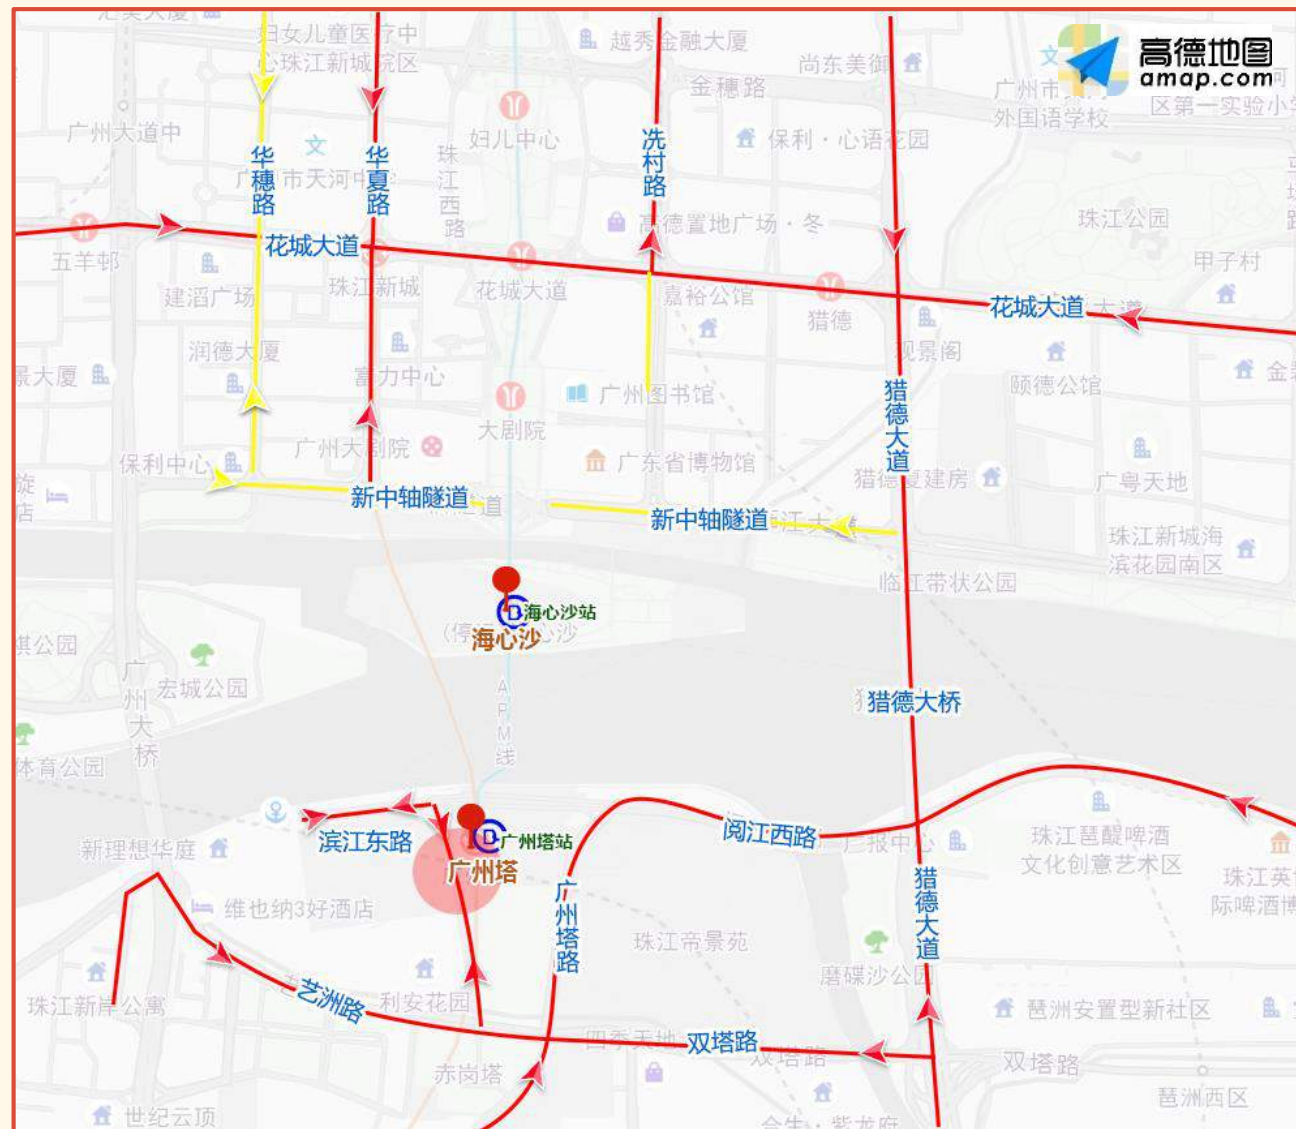 妇女儿童医疗中
心珠江新城院区
越秀金融大厦
尚东美御
高德地图
amap.com
金穗路
广州大道中
华穗路
华夏路
妇儿中心
冼村路
保利·心语花园
外国语学校
区第一实验小学
珠江西路
高德置地广场·冬
珠江公园
五羊邨
花城大道
建滔广场
珠江新城
花城大道
嘉裕公馆
猎德
花城大道
甲子村
润德大厦
富力中心
观景阁
景大厦
广州图书馆
颐德公馆
猎德大道
大剧院
广州大剧院
保利中心
广东省博物馆
广粤天地
新中轴隧道
新中轴隧道
珠江新城海
滨花园南区
临江带状公园
海心沙站
海心沙
宏城公园
广州大桥
APM线
猎德大桥
体育公园
滨江东路
广州塔站
广州塔
阅江西路
新理想华庭
珠江琶醍啤酒
文化创意艺术区
广州塔路
猎德大道
维也纳3好酒店
珠江帝景苑
磨碟沙公园
珠江新岸公寓
艺洲路
利安花园
四季天地
双塔路
双塔路
琶洲安置型新社区
双塔路
赤岗塔
琶洲西区
世纪云顶